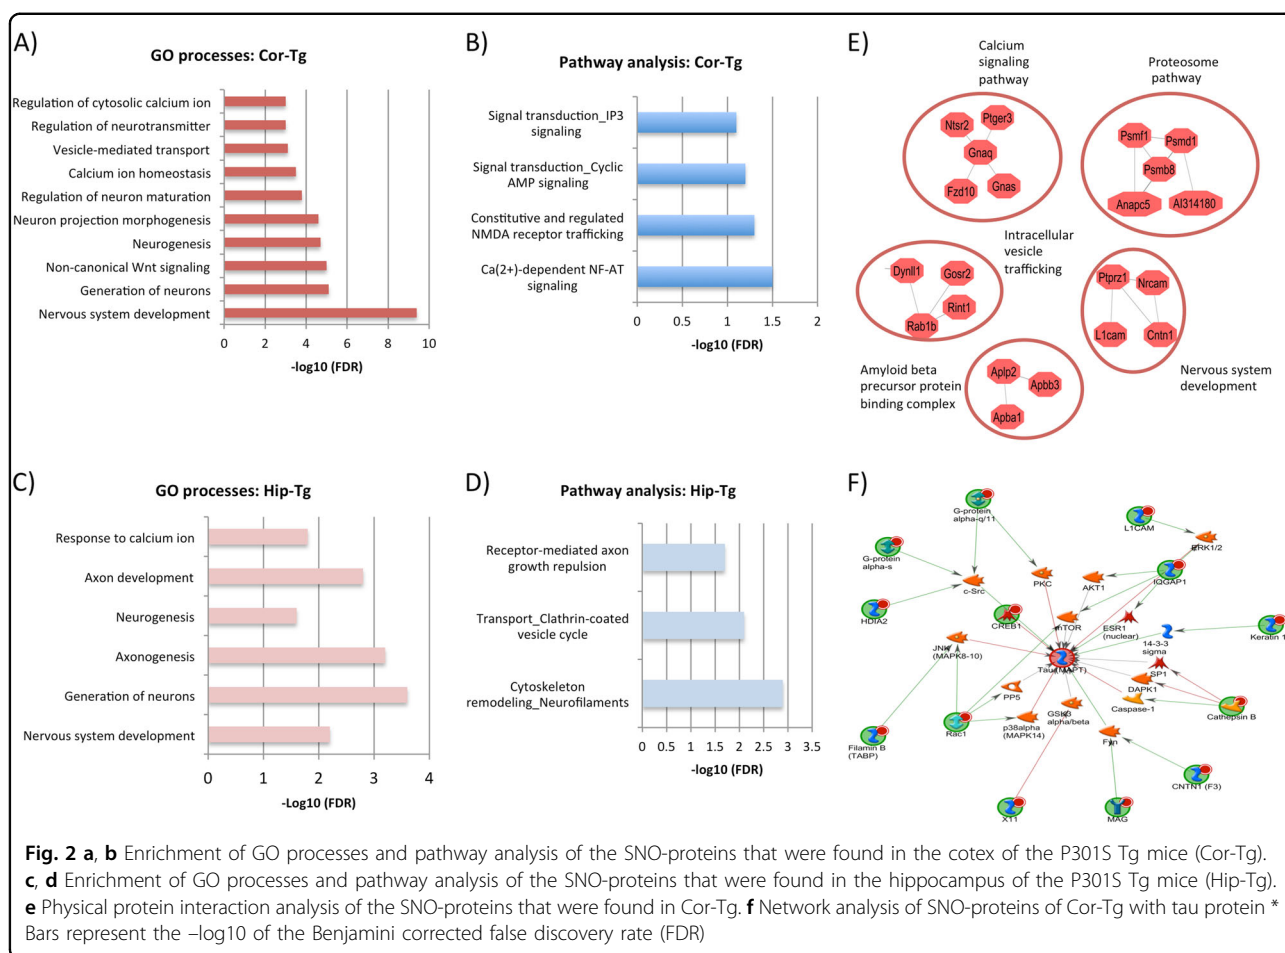 A)
GO processes: Cor-Tg
Regulation of cytosolic calcium ion
Regulation of neurotransmitter
Vesicle-mediated transport
Calcium ion homeostasis
Regulation of neuron maturation
Neuron projection morphogenesis
Neurogenesis
Non-canonical Wnt signaling
Generation of neurons
Nervous system development
0 2 4 6 8 10
-log10 (FDR)
B)
Pathway analysis: Cor-Tg
Signal transduction_IP3
signaling
Signal transduction_Cyclic
AMP signaling
Constitutive and regulated
NMDA receptor trafficking
Ca(2+)-dependent NF-AT
signaling
0 0.5 1 1.5 2
-log10 (FDR)
E)
Calcium
signaling
pathway
Ntsr2
Ptger3
Gnaq
Fzd10
Gnas
Proteosome
pathway
Psmf1
Psmd1
Psmb8
Anapc5
AI314180
Intracellular
vesicle
trafficking
Dynll1
Gosr2
Rint1
Rab1b
Ptprz1
Nrcam
L1cam
Cntn1
Nervous system
development
Amyloid beta
precursor protein
binding complex
Aplp2
Apbb3
Apba1
C)
GO processes: Hip-Tg
Response to calcium ion
Axon development
Neurogenesis
Axonogenesis
Generation of neurons
Nervous system development
0 1 2 3 4
-Log10 (FDR)
D)
Pathway analysis: Hip-Tg
Receptor-mediated axon
growth repulsion
Transport_Clathrin-coated
vesicle cycle
Cytoskeleton
remodeling_Neurofilaments
0 0.5 1 1.5 2 2.5 3 3.5
-log10 (FDR)
F)
G-protein
alpha-q/11
L1CAM
ERK1/2
G-protein
alpha-s
c-Src
PKC
AKT1
IQGAP1
HDIA2
CREB1
mTOR
ESR1
(nuclear)
14-3-3
sigma
Keratin 1
JNK
(MAPK8-10)
Tau(MAPT)
SP1
DAPK1
PP5
Caspase-1
Cathepsin B
GSK3
alpha/beta
Rac1
p38alpha
(MAPK14)
Filamin B
(TABP)
Fyn
CNTN1 (F3)
X11
MAG
Fig. 2 a, b Enrichment of GO processes and pathway analysis of the SNO-proteins that were found in the cotex of the P301S Tg mice (Cor-Tg).
c, d Enrichment of GO processes and pathway analysis of the SNO-proteins that were found in the hippocampus of the P301S Tg mice (Hip-Tg).
e Physical protein interaction analysis of the SNO-proteins that were found in Cor-Tg. f Network analysis of SNO-proteins of Cor-Tg with tau protein *
Bars represent the –log10 of the Benjamini corrected false discovery rate (FDR)